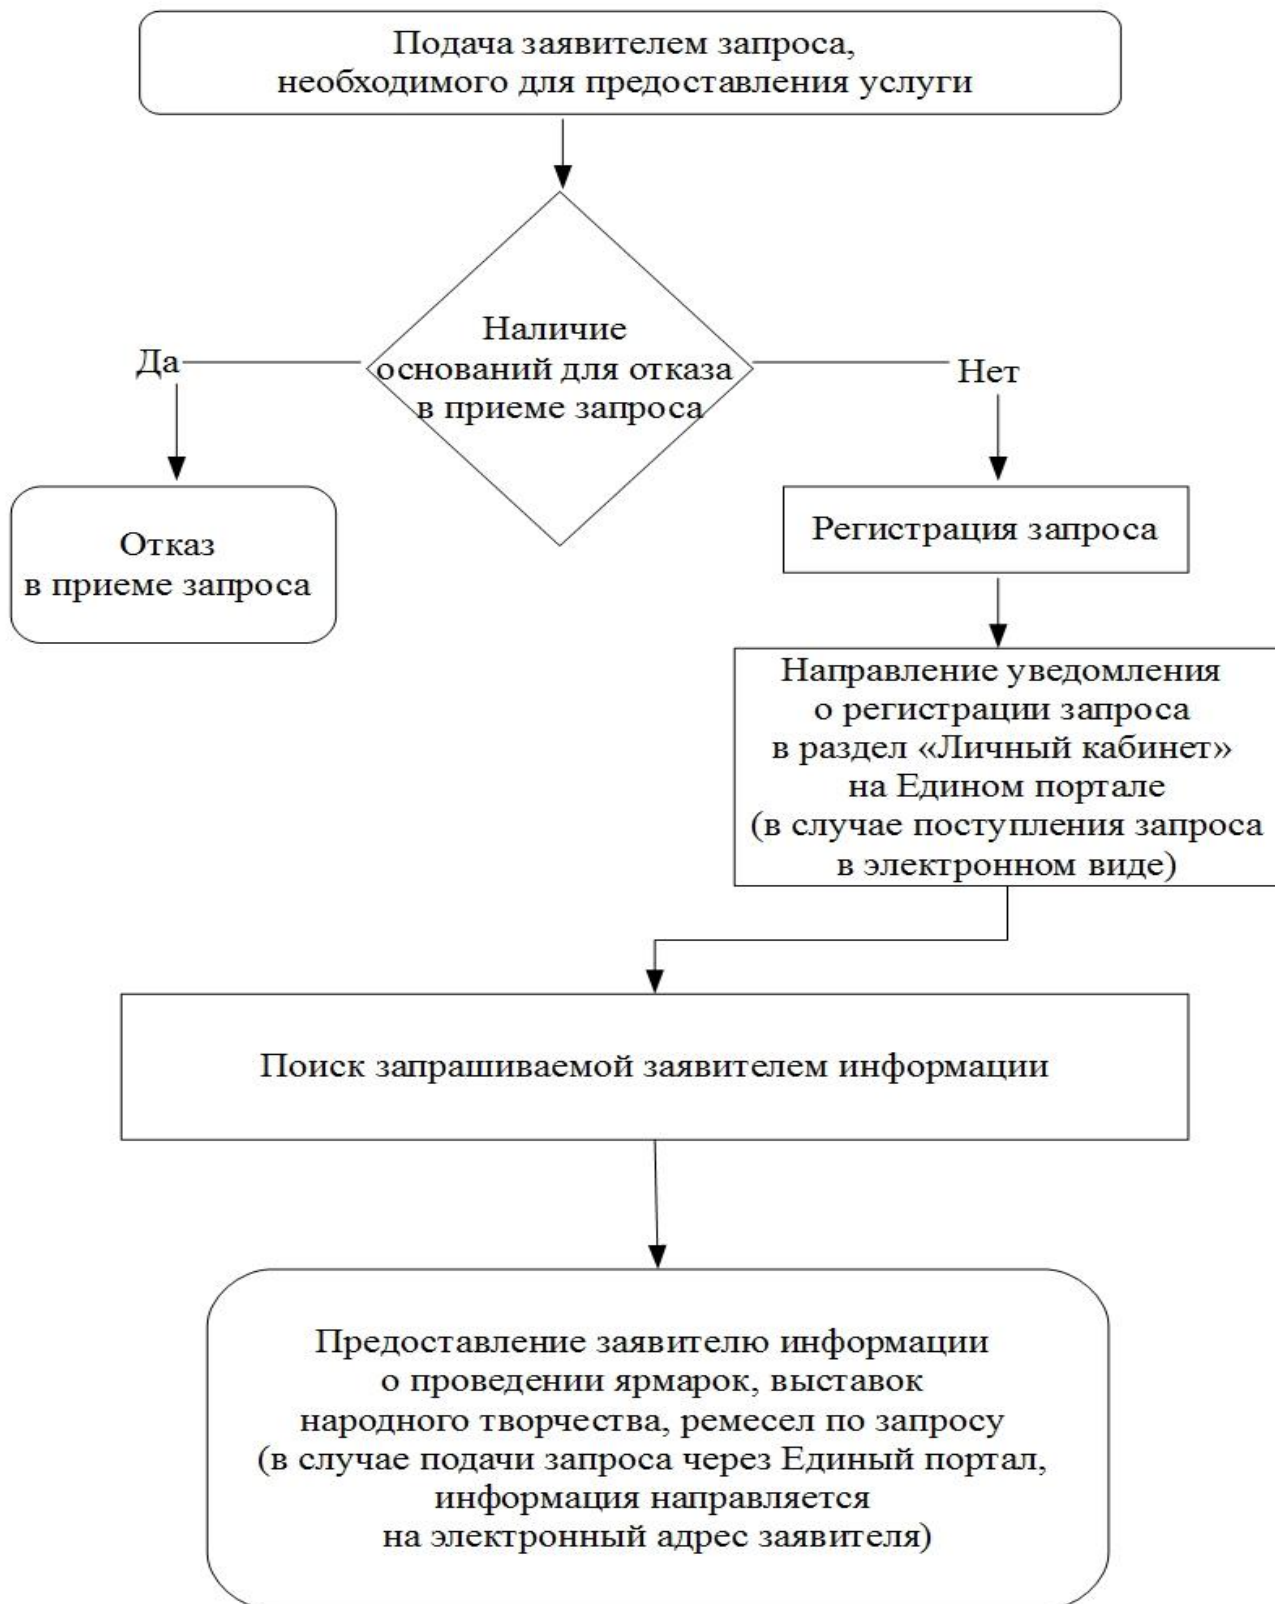 Подача заявителем запроса,
необходимого для предоставления услуги
Наличие
оснований для отказа
в приеме запроса
Да
Нет
Отказ
в приеме запроса
Регистрация запроса
Направление уведомления
о регистрации запроса
в раздел «Личный кабинет»
на Едином портале
(в случае поступления запроса
в электронном виде)
Поиск запрашиваемой заявителем информации
Предоставление заявителю информации
о проведении ярмарок, выставок
народного творчества, ремесел по запросу
(в случае подачи запроса через Единый портал,
информация направляется
на электронный адрес заявителя)